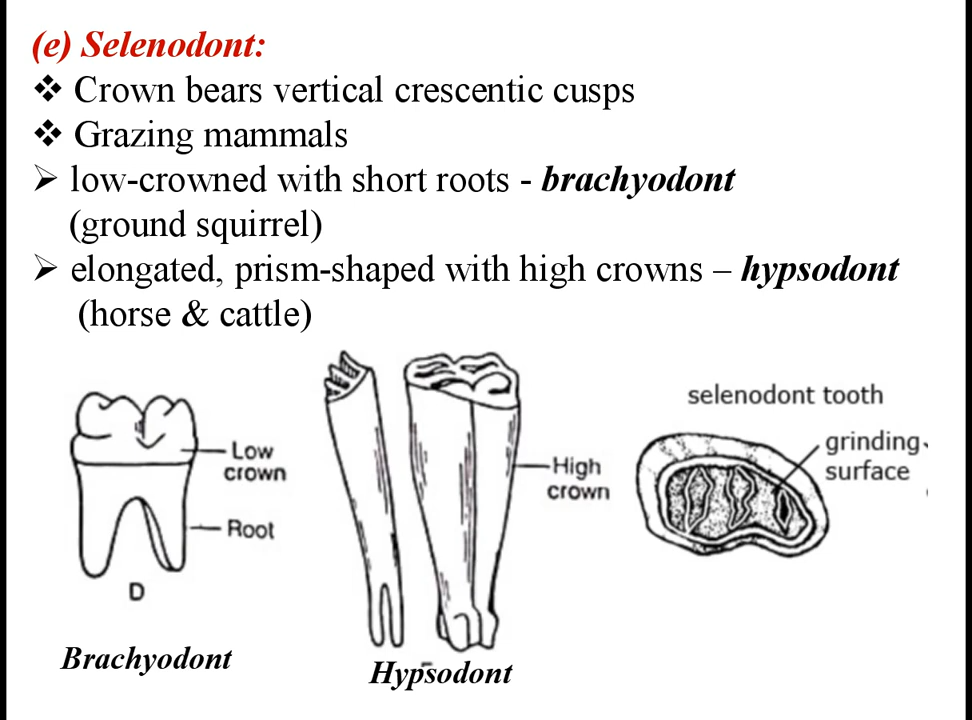 (e) Selenodont:
❖ Crown bears vertical crescentic cusps
❖ Grazing mammals
➢ low-crowned with short roots - brachyodont
(ground squirrel)
➢ elongated, prism-shaped with high crowns – hypsodont
(horse & cattle)
selenodont tooth
grinding
surface
Low
crown
High
crown
Root
D
Brachyodont
Hypsodont